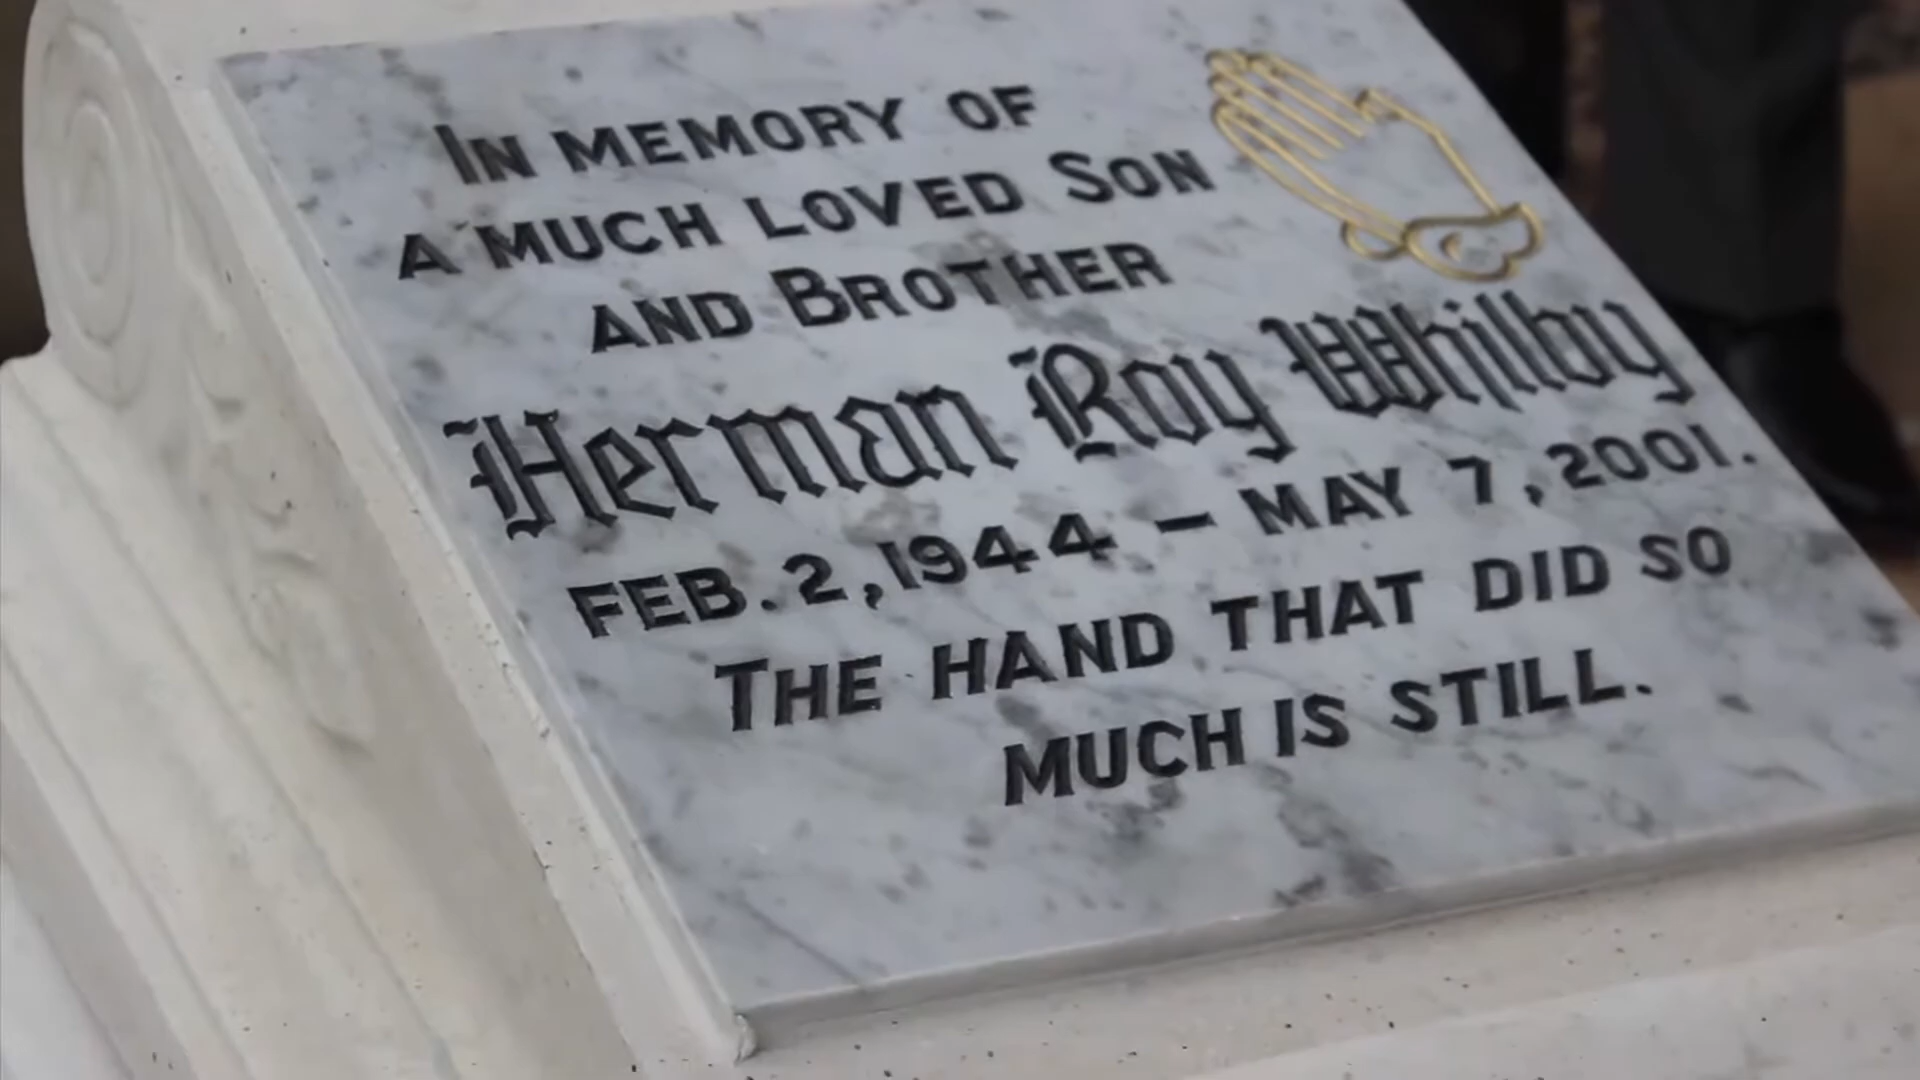 IN MEMORY OF
A MUCH LOVED SON
AND BROTHER
Herman Roy Whilby
FEB. 2, 1944 – MAY 7, 2001.
THE HAND THAT DID SO
MUCH IS STILL.